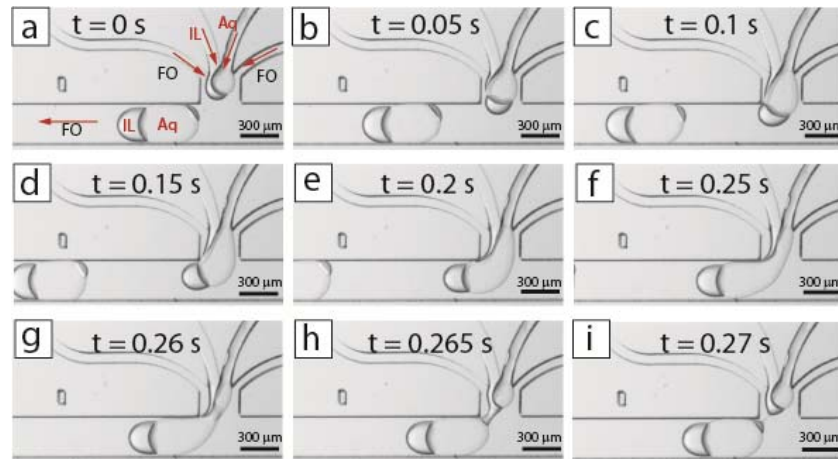 a
t = 0 s
IL
Aq
FO
FO
FO
IL
Aq
300 µm
b
t = 0.05 s
300 µm
c
t = 0.1 s
300 µm
d
t = 0.15 s
300 µm
e
t = 0.2 s
300 µm
f
t = 0.25 s
300 µm
g
t = 0.26 s
300 µm
h
t = 0.265 s
300 µm
i
t = 0.27 s
300 µm